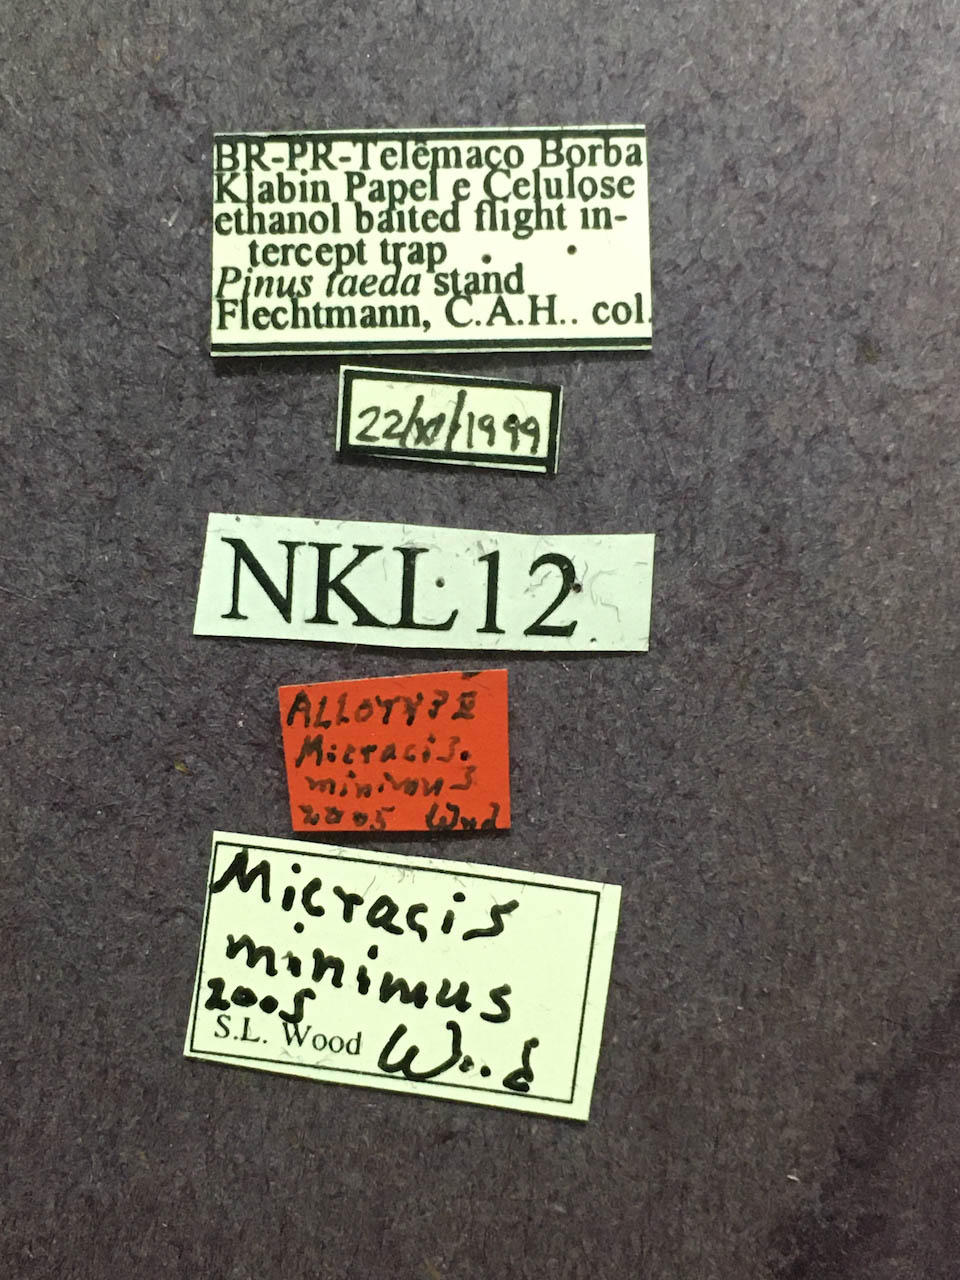 BR-PR-Telêmaco Borba
Klabin Papel e Celulose
ethanol baited flight in-
tercept trap
Pinus taeda stand
Flechtmann, C.A.H.. col.
22/XI/1999
NKL12
ALLOTYPE
Micracis
minimus
2005 Wood
Micracis
minimus
2005
S.L. Wood Wood